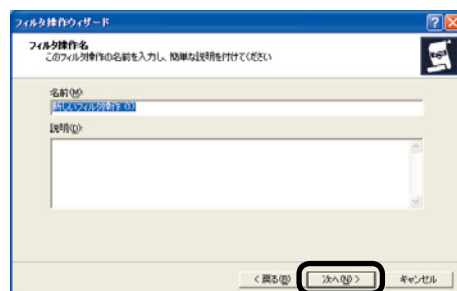 フィルタ操作ウィザード
フィルタ操作名
このフィルタ操作の名前を入力し、簡単な説明を付けてください
名前(M)
新しいフィルタ操作 (1)
説明(D)
< 戻る(B)
次へ(N) >
キャンセル